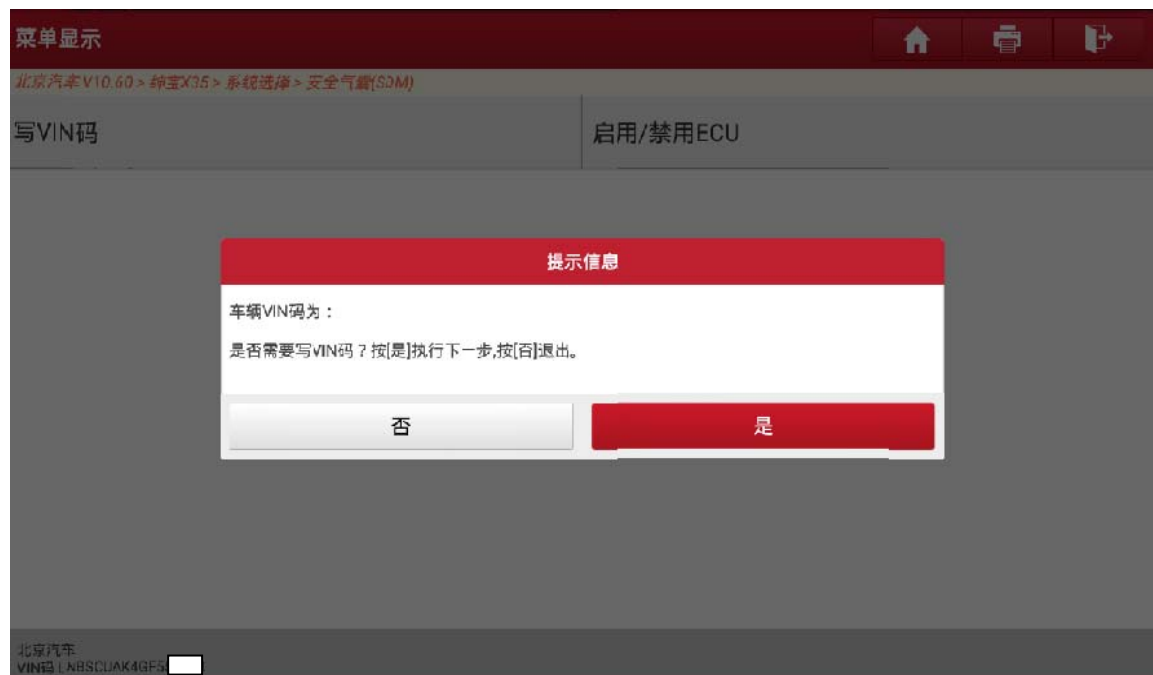 菜单显示
北京汽车 V10.60 > 绅宝X35 > 系统选择 > 安全气囊(SDM)
写VIN码
启用/禁用ECU
提示信息
车辆VIN码为：
是否需要写VIN码？按[是]执行下一步,按[否]退出。
否
是
北京汽车
VIN码 LNBSCUAK4GF5